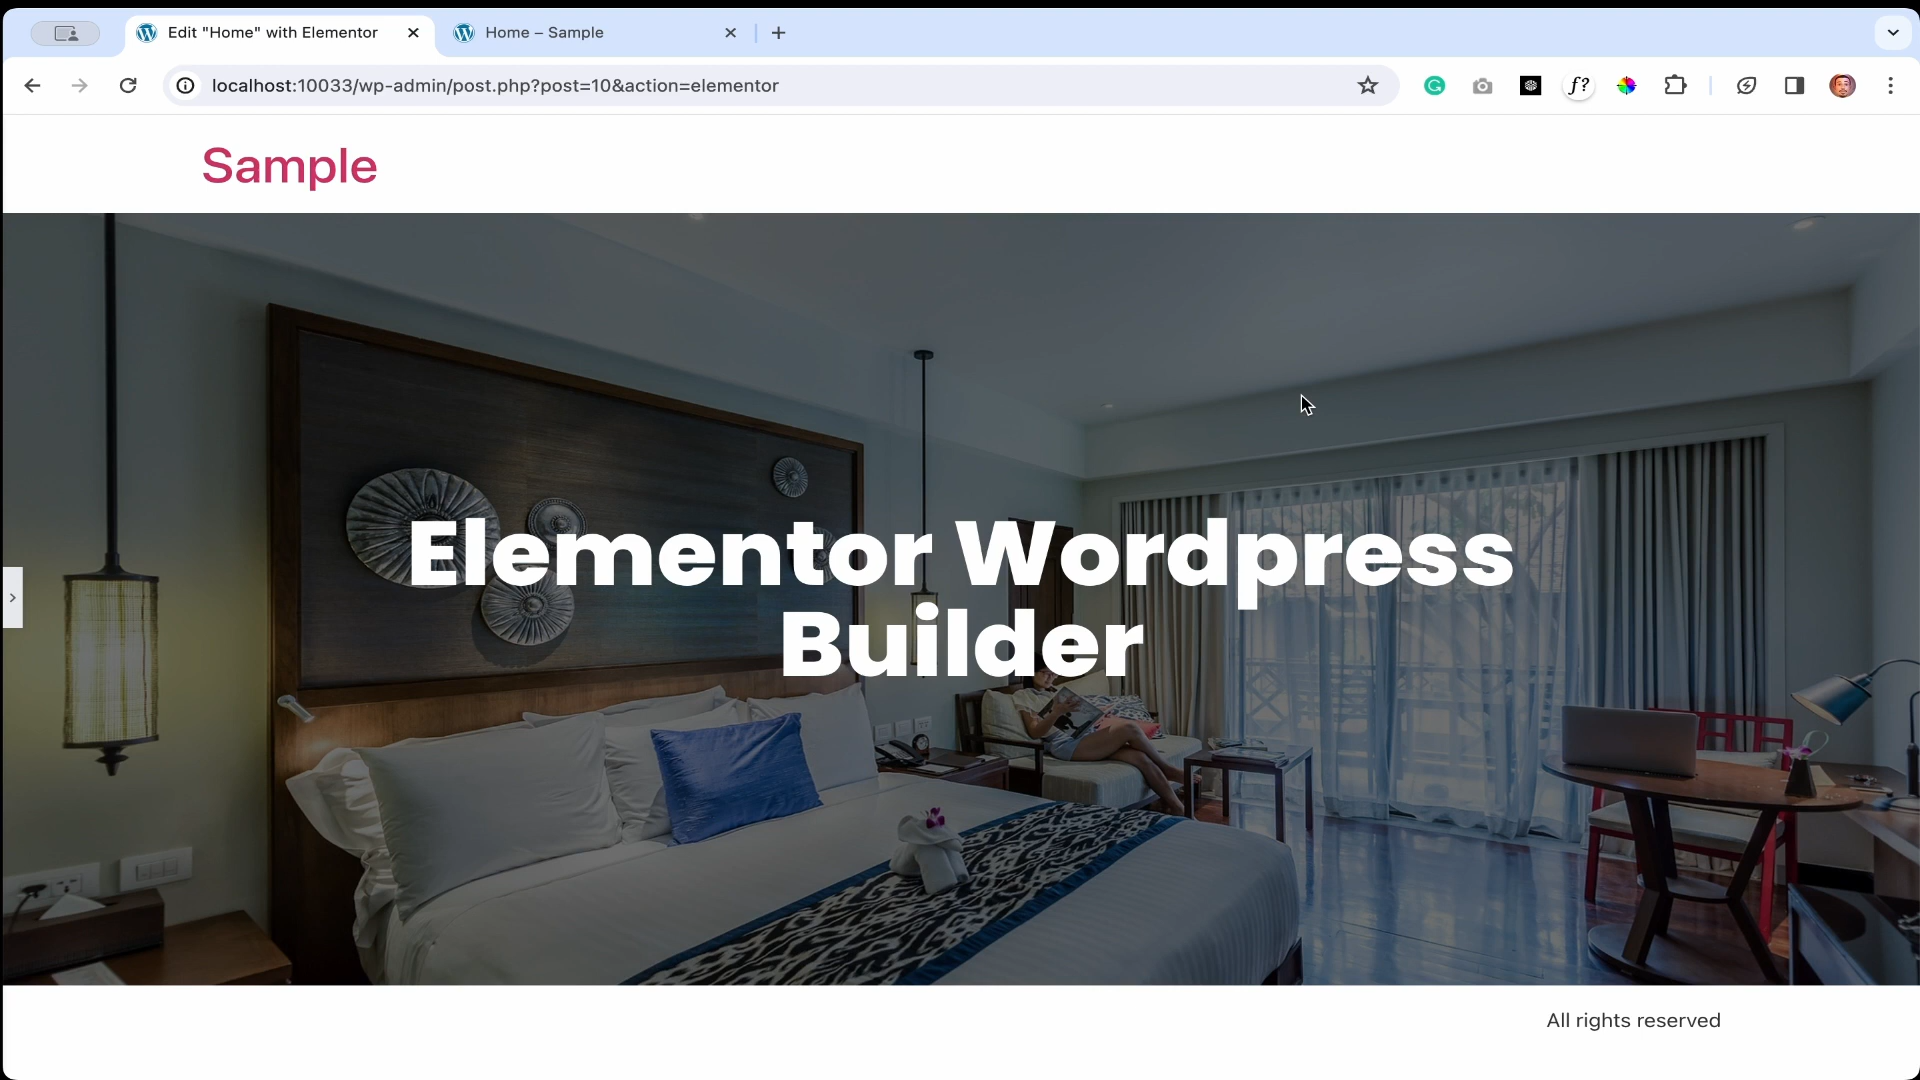 Edit "Home" with Elementor
Home – Sample
localhost:10033/wp-admin/post.php?post=10&action=elementor
f?
Sample
Elementor Wordpress
Builder
All rights reserved